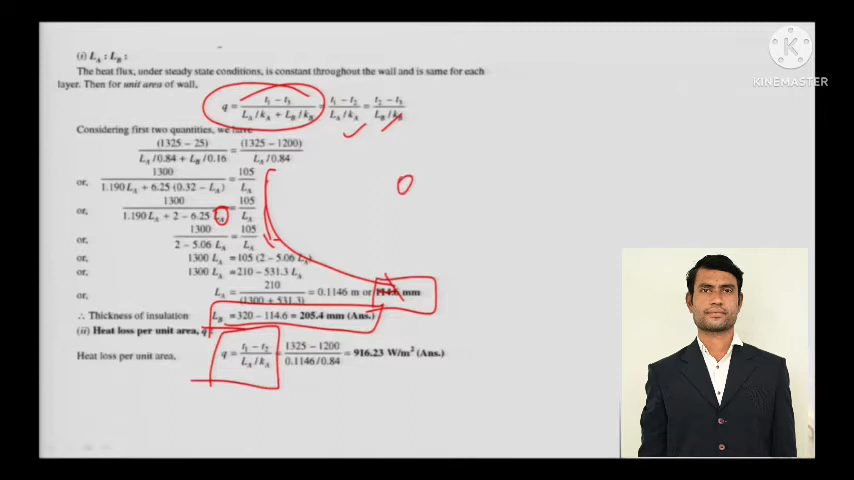 (i) L_A : L_B :
The heat flux, under steady state conditions, is constant throughout the wall and is same for each
layer. Then for unit area of wall,
q = (t₁ − t₃)/(L_A/k_A + L_B/k_B) = (t₁ − t₂)/(L_A/k_A) = (t₂ − t₃)/(L_B/k_B)
Considering first two quantities, we have
(1325 − 25)/(L_A/0.84 + L_B/0.16) = (1325 − 1200)/(L_A/0.84)
or, 1300/(1.190 L_A + 6.25 (0.32 − L_A)) = 105/L_A
or, 1300/(1.190 L_A + 2 − 6.25 L_A) = 105/L_A
or, 1300/(2 − 5.06 L_A) = 105/L_A
or, 1300 L_A = 105 (2 − 5.06 L_A)
or, 1300 L_A = 210 − 531.3 L_A
or, L_A = 210/(1300 + 531.3) = 0.1146 m or 114.6 mm
∴ Thickness of insulation L_B = 320 − 114.6 = 205.4 mm (Ans.)
(ii) Heat loss per unit area, q :
Heat loss per unit area, q = (t₁ − t₂)/(L_A/k_A) = (1325 − 1200)/(0.1146/0.84) = 916.23 W/m² (Ans.)
KINEMASTER